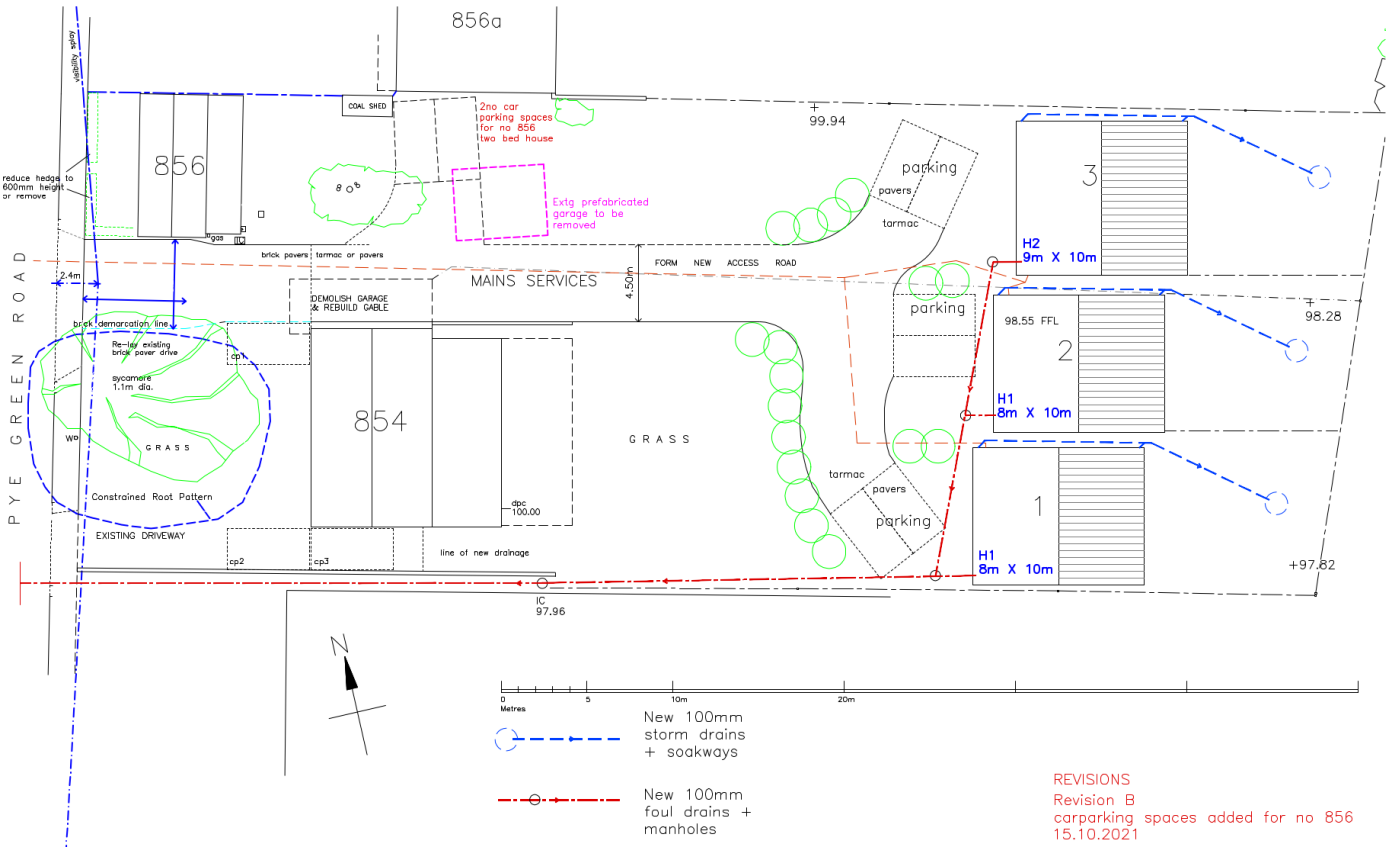 856a
visibility splay
COAL SHED
2no car
parking spaces
for no 856
two bed house
99.94
856
reduce hedge to
600mm height
or remove
808
parking
pavers
tarmac
3
Extg prefabricated
garage to be
removed
gas
brick pavers
tarmac or pavers
FORM NEW ACCESS ROAD
H2
9m X 10m
2.4m
MAINS SERVICES
4.50m
DEMOLISH GARAGE
& REBUILD GABLE
parking
98.55 FFL
98.28
brick demarcation line
Re-lay existing
brick paver drive
cp1
sycamore
1.1m dia.
2
PYE GREEN ROAD
854
GRASS
H1
8m X 10m
GRASS
tarmac
pavers
parking
Constrained Root Pattern
dpc
100.00
1
EXISTING DRIVEWAY
cp2
cp3
line of new drainage
H1
8m X 10m
+97.82
IC
97.96
N
0
5
10m
20m
Metres
New 100mm
storm drains
+ soakways
New 100mm
foul drains +
manholes
REVISIONS
Revision B
carparking spaces added for no 856
15.10.2021